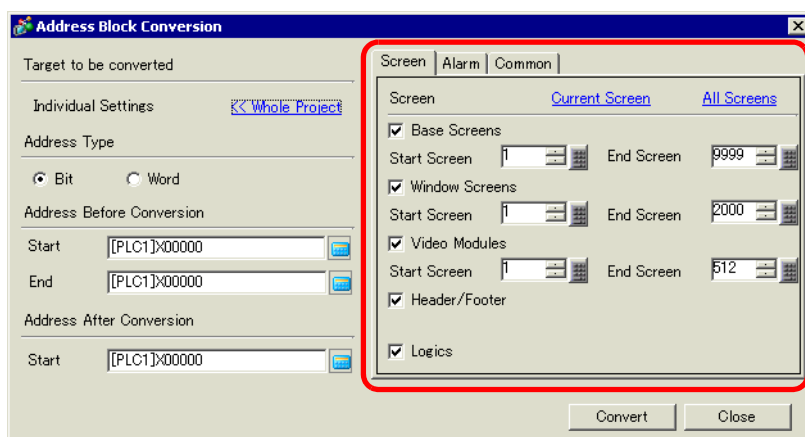 Address Block Conversion
Target to be converted
Individual Settings << Whole Project
Address Type
Bit Word
Address Before Conversion
Start [PLC1]X00000
End [PLC1]X00000
Address After Conversion
Start [PLC1]X00000
Screen Alarm Common
Screen Current Screen All Screens
Base Screens
Start Screen 1 End Screen 9999
Window Screens
Start Screen 1 End Screen 2000
Video Modules
Start Screen 1 End Screen 512
Header/Footer
Logics
Convert Close